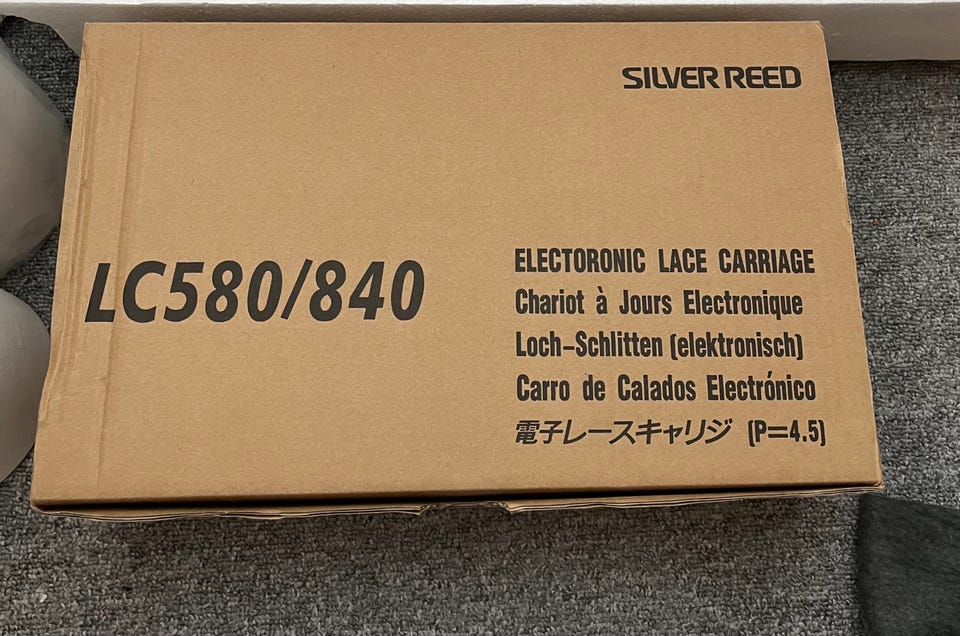 SILVER REED
LC580/840
ELECTORONIC LACE CARRIAGE
Chariot à Jours Electronique
Loch-Schlitten (elektronisch)
Carro de Calados Electrónico
電子レースキャリジ (P=4.5)